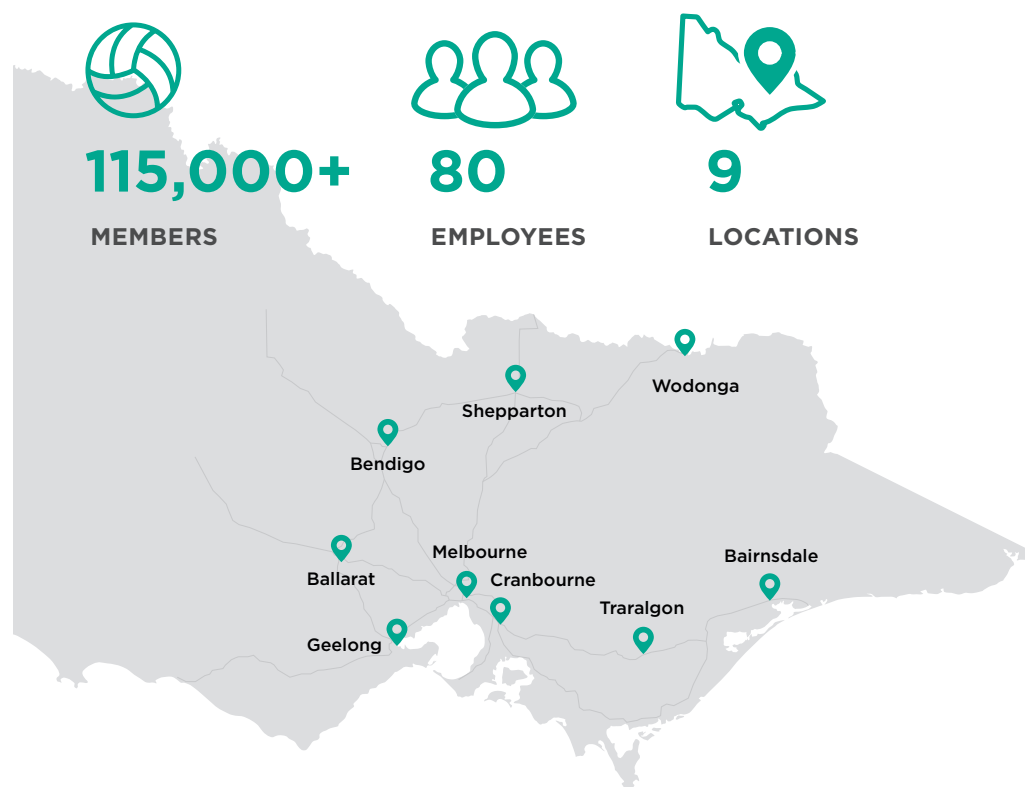 115,000+
80
9
MEMBERS
EMPLOYEES
LOCATIONS
Wodonga
Shepparton
Bendigo
Melbourne
Bairnsdale
Ballarat
Cranbourne
Traralgon
Geelong